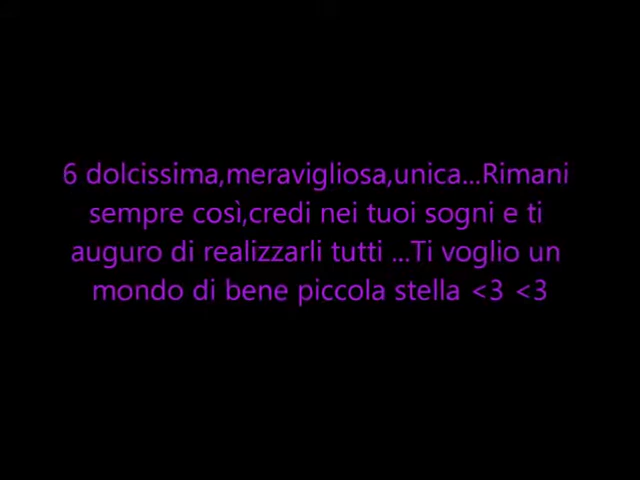 6 dolcissima,meravigliosa,unica...Rimani
sempre così,credi nei tuoi sogni e ti
auguro di realizzarli tutti ...Ti voglio un
mondo di bene piccola stella <3 <3